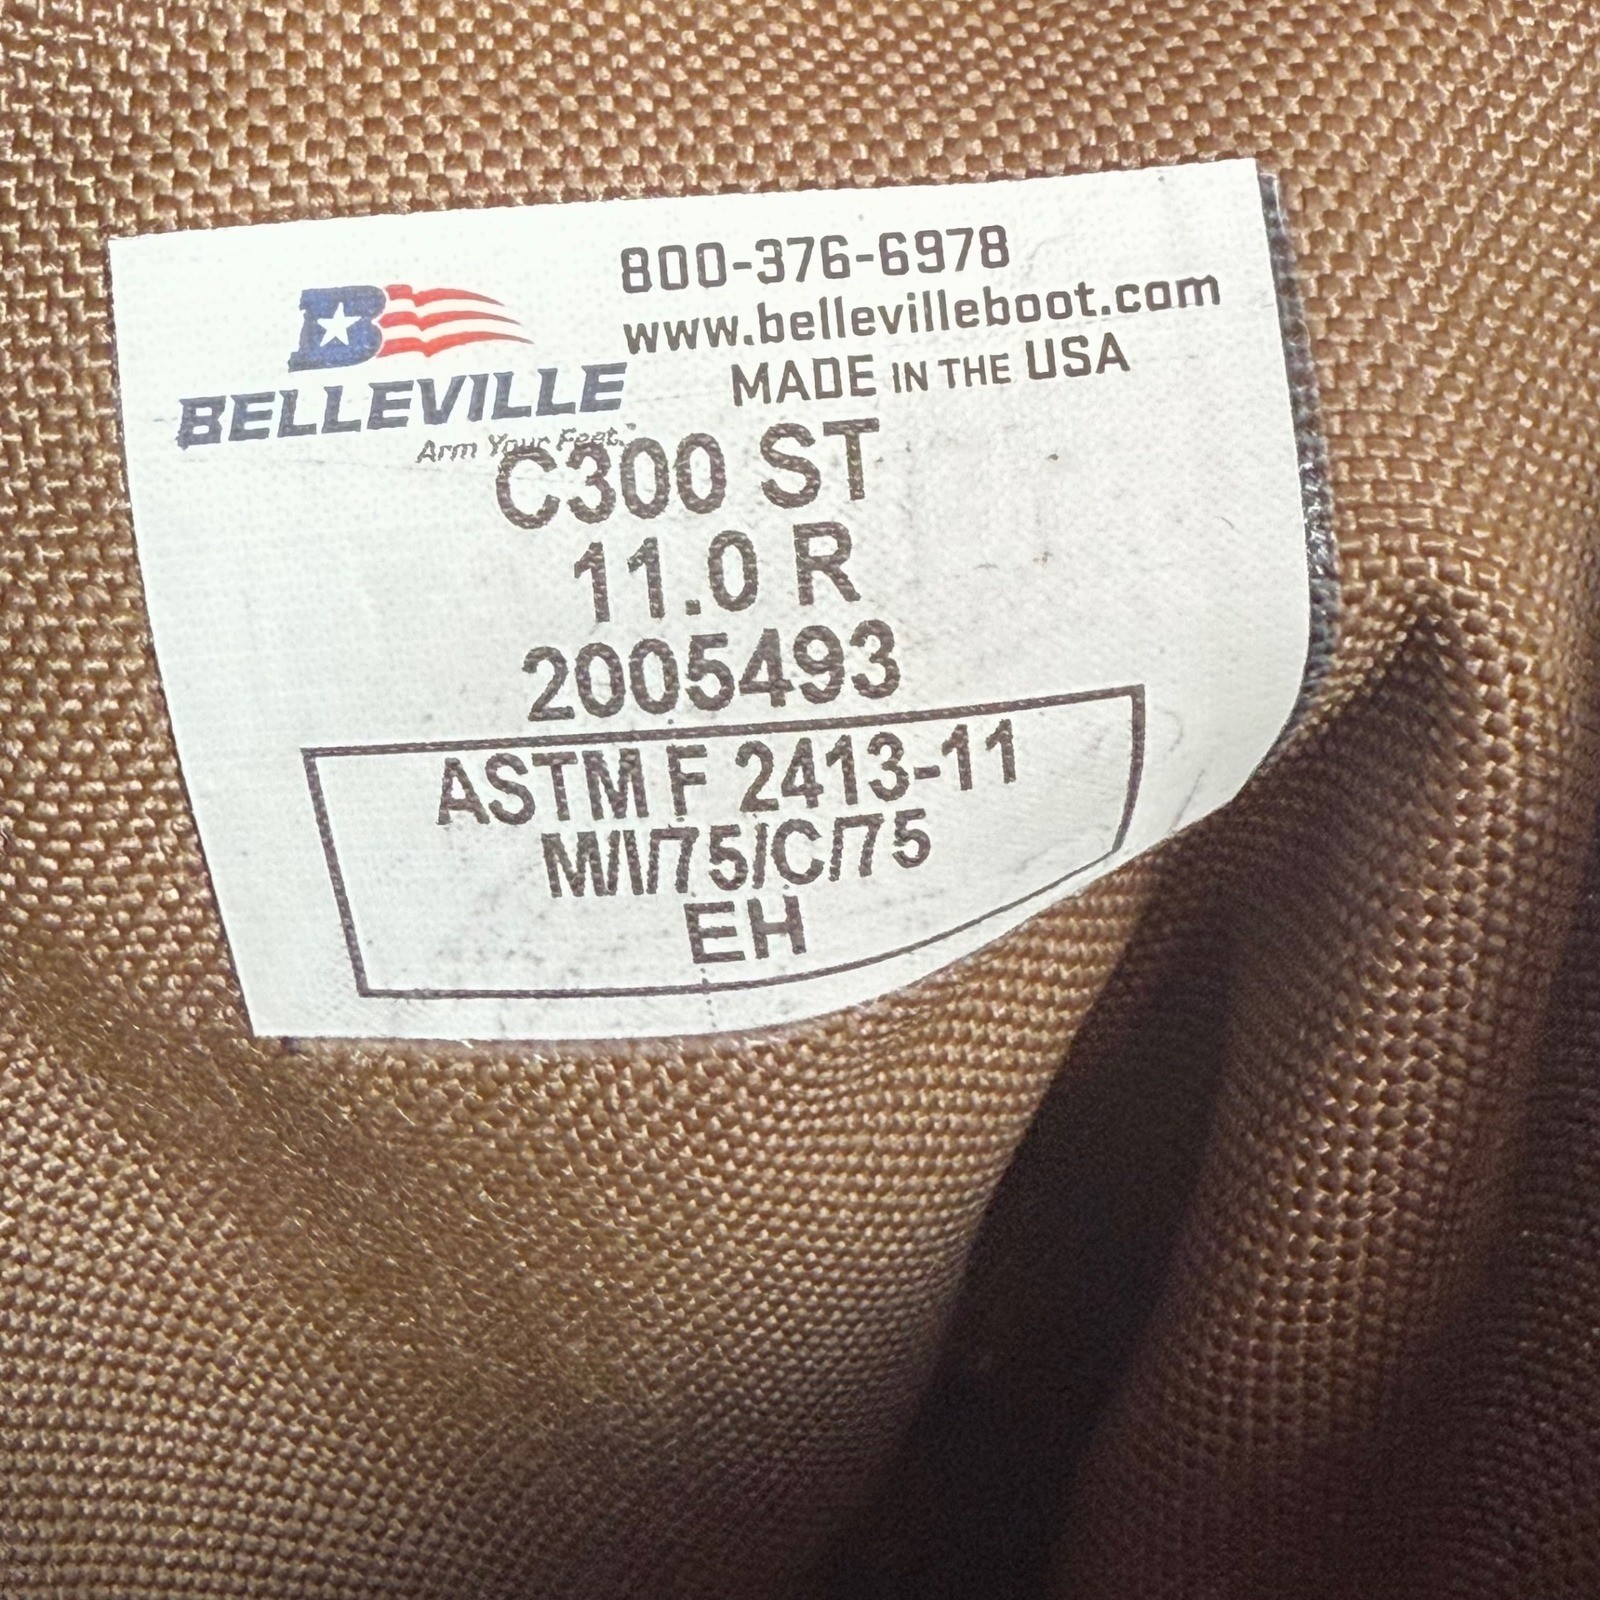 800-376-6978
www.bellevilleboot.com
MADE IN THE USA
B
BELLEVILLE
Arm Your Feet.™
C300 ST
11.0 R
2005493
ASTM F 2413-11
M/I/75/C/75
EH